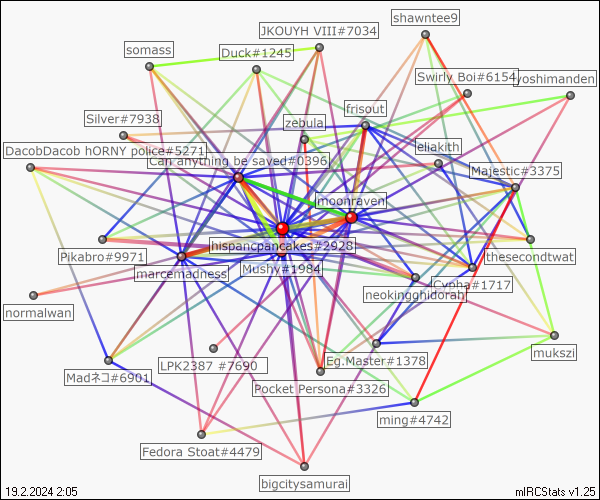 shawntee9
JKOUYH VIII#7034
somass
Duck#1245
Swirly Boi#6154
yoshimanden
frisout
Silver#7938
zebula
eliakith
DacobDacob hORNY police#5271
Can anything be saved#0396
Majestic#3375
moonraven
hispancpancakes#2928
Pikabro#9971
thesecondtwat
marcemadness
Mushy#1984
Cypha#1717
neokingghidorah
normalwan
mukszi
LPK2387 #7690
Eg.Master#1378
Madネコ#6901
Pocket Persona#3326
ming#4742
Fedora Stoat#4479
bigcitysamurai
19.2.2024 2:05
mIRCStats v1.25